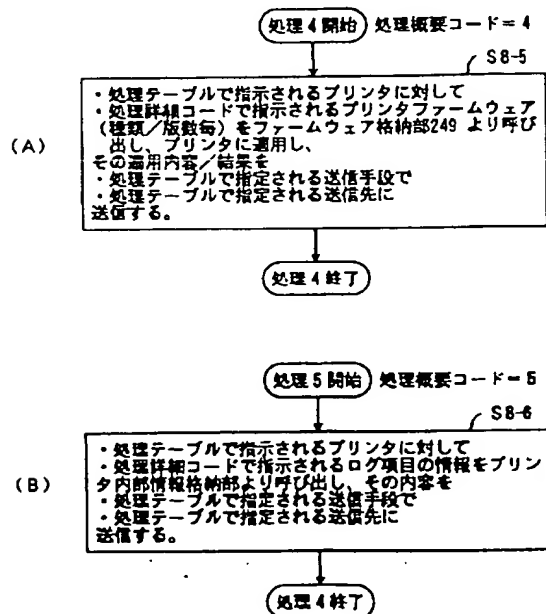 処理4開始 処理概要コード＝4
S8-5
(A)
・処理テーブルで指示されるプリンタに対して
・処理詳細コードで指示されるプリンタファームウェア
（種類／版数毎）をファームウェア格納部249 より呼び
出し、プリンタに適用し、
その適用内容／結果を
・処理テーブルで指定される送信手段で
・処理テーブルで指定される送信先に
送信する。
処理4終了
処理5開始 処理概要コード＝5
S8-6
(B)
・処理テーブルで指示されるプリンタに対して
・処理詳細コードで指示されるログ項目の情報をプリン
タ内部情報格納部より呼び出し、その内容を
・処理テーブルで指定される送信手段で
・処理テーブルで指定される送信先に
送信する。
処理4終了